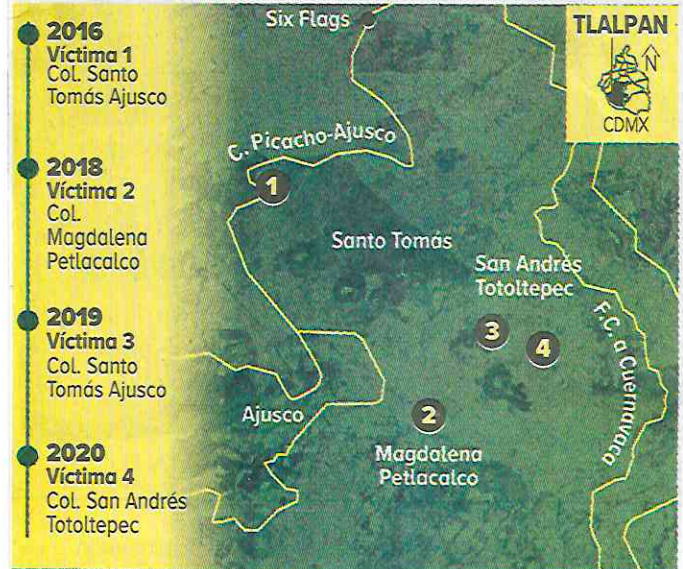 2016
Víctima 1
Col. Santo
Tomás Ajusco
2018
Víctima 2
Col.
Magdalena
Petlacalco
2019
Víctima 3
Col. Santo
Tomás Ajusco
2020
Víctima 4
Col. San Andrés
Totoltepec
Six Flags
C. Picacho-Ajusco
1
Santo Tomás
San Andrés
Totoltepec
3
4
F.C. a Cuernavaca
Ajusco
2
Magdalena
Petlacalco
TLALPAN
N
CDMX